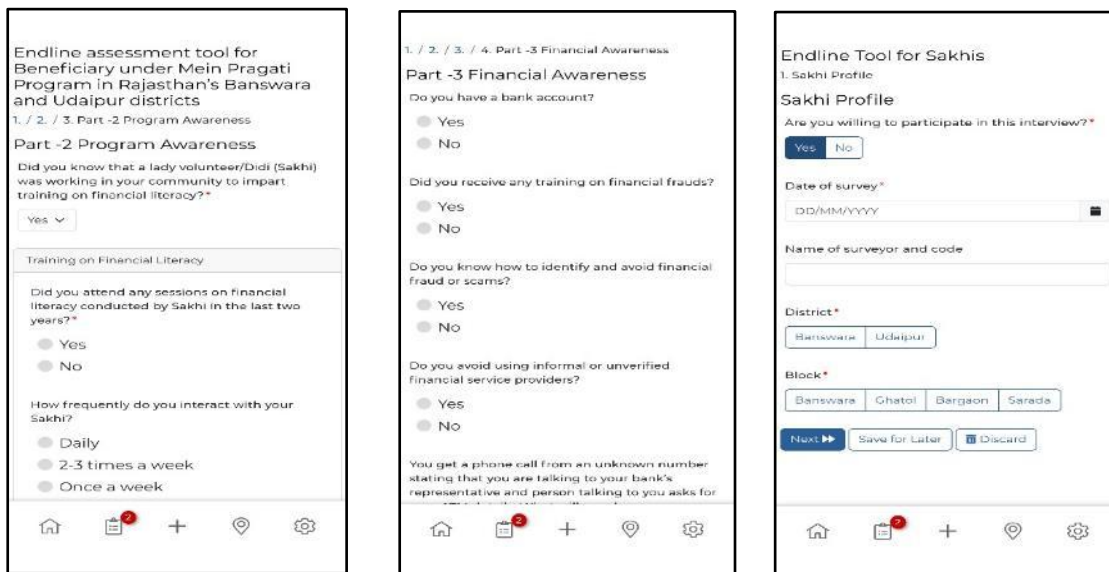 Endline assessment tool for
Beneficiary under Mein Pragati
Program in Rajasthan's Banswara
and Udaipur districts
1. / 2. / 3. Part -2 Program Awareness
Part -2 Program Awareness
Did you know that a lady volunteer/Didi (Sakhi)
was working in your community to impart
training on financial literacy?*
Yes
Training on Financial Literacy
Did you attend any sessions on financial
literacy conducted by Sakhi in the last two
years?*
Yes
No
How frequently do you interact with your
Sakhi?
Daily
2-3 times a week
Once a week
2
1. / 2. / 3. / 4. Part -3 Financial Awareness
Part -3 Financial Awareness
Do you have a bank account?
Yes
No
Did you receive any training on financial frauds?
Yes
No
Do you know how to identify and avoid financial
fraud or scams?
Yes
No
Do you avoid using informal or unverified
financial service providers?
Yes
No
You get a phone call from an unknown number
stating that you are talking to your bank's
representative and person talking to you asks for
2
Endline Tool for Sakhis
1. Sakhi Profile
Sakhi Profile
Are you willing to participate in this interview?*
Yes No
Date of survey*
DD/MM/YYYY
Name of surveyor and code
District*
Banswara Udaipur
Block*
Banswara Ghatol Bargaon Sarada
Next Save for Later Discard
2